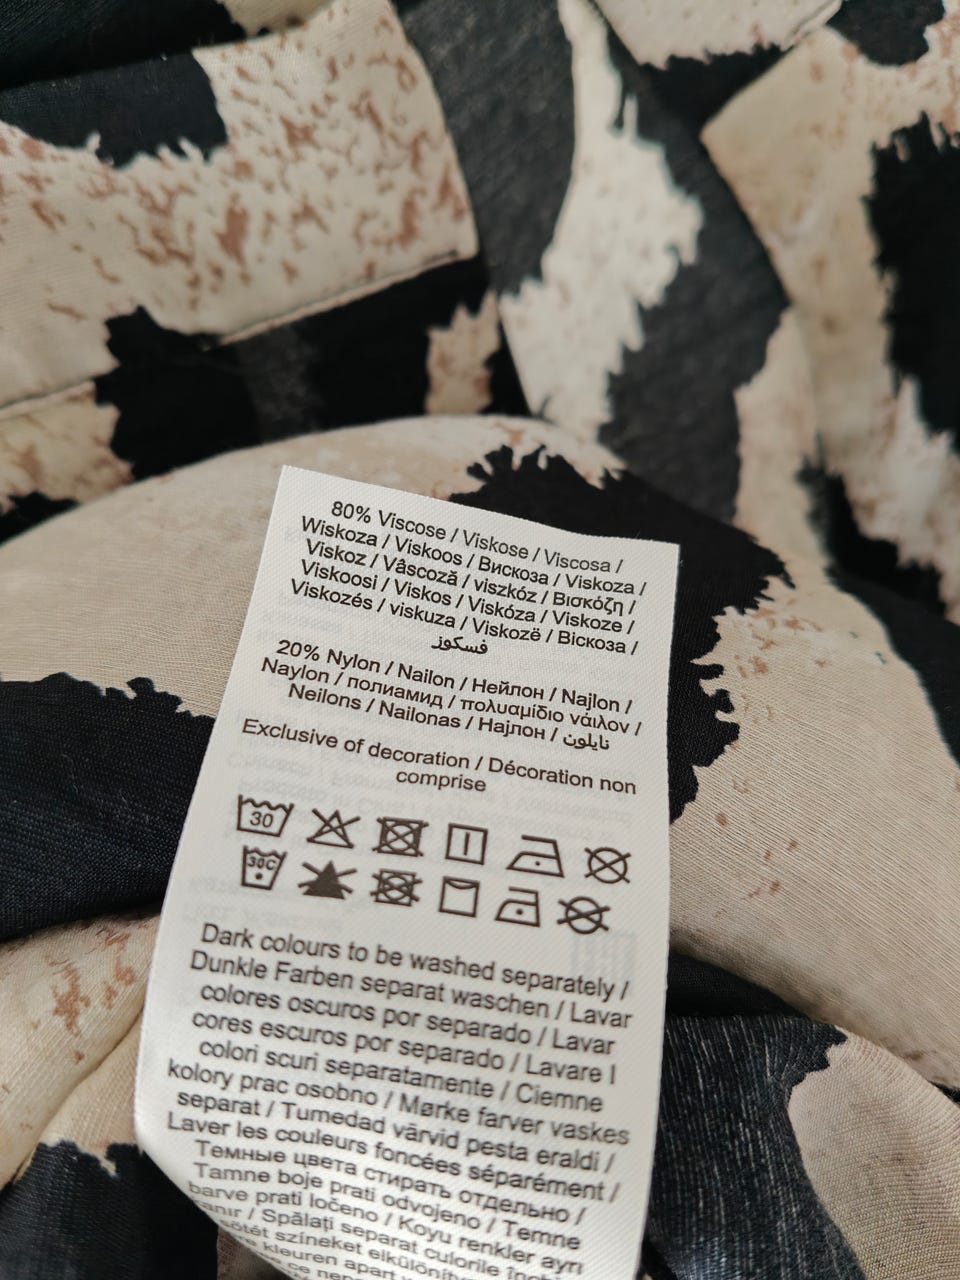 80% Viscose / Viskose / Viscosa /
Wiskoza / Viskoos / Вискоза / Viskoza /
Viskoz / Vâscoză / viszkóz / Βισκόζη /
Viskoosi / Viskos / Viskóza / Viskoze /
Viskozés / viskuza / Viskozë / Віскоза /
فسكوز
20% Nylon / Nailon / Нейлон / Najlon /
Naylon / полиамид / πολυαμίδιο νάιλον /
Neilons / Nailonas / Најлон / نايلون
Exclusive of decoration / Décoration non
comprise
30
30C
Dark colours to be washed separately /
Dunkle Farben separat waschen / Lavar
colores oscuros por separado / Lavar
cores escuros por separado / Lavare I
colori scuri separatamente / Ciemne
kolory prac osobno / Mørke farver vaskes
separat / Tumedad värvid pesta eraldi /
Laver les couleurs foncées séparément /
Темные цвета стирать отдельно /
Tamne boje prati odvojeno / Temne
barve prati ločeno / Koyu renkler ayrı
/ Spălați separat culorile
sötét színeket
kleuren apart
ce